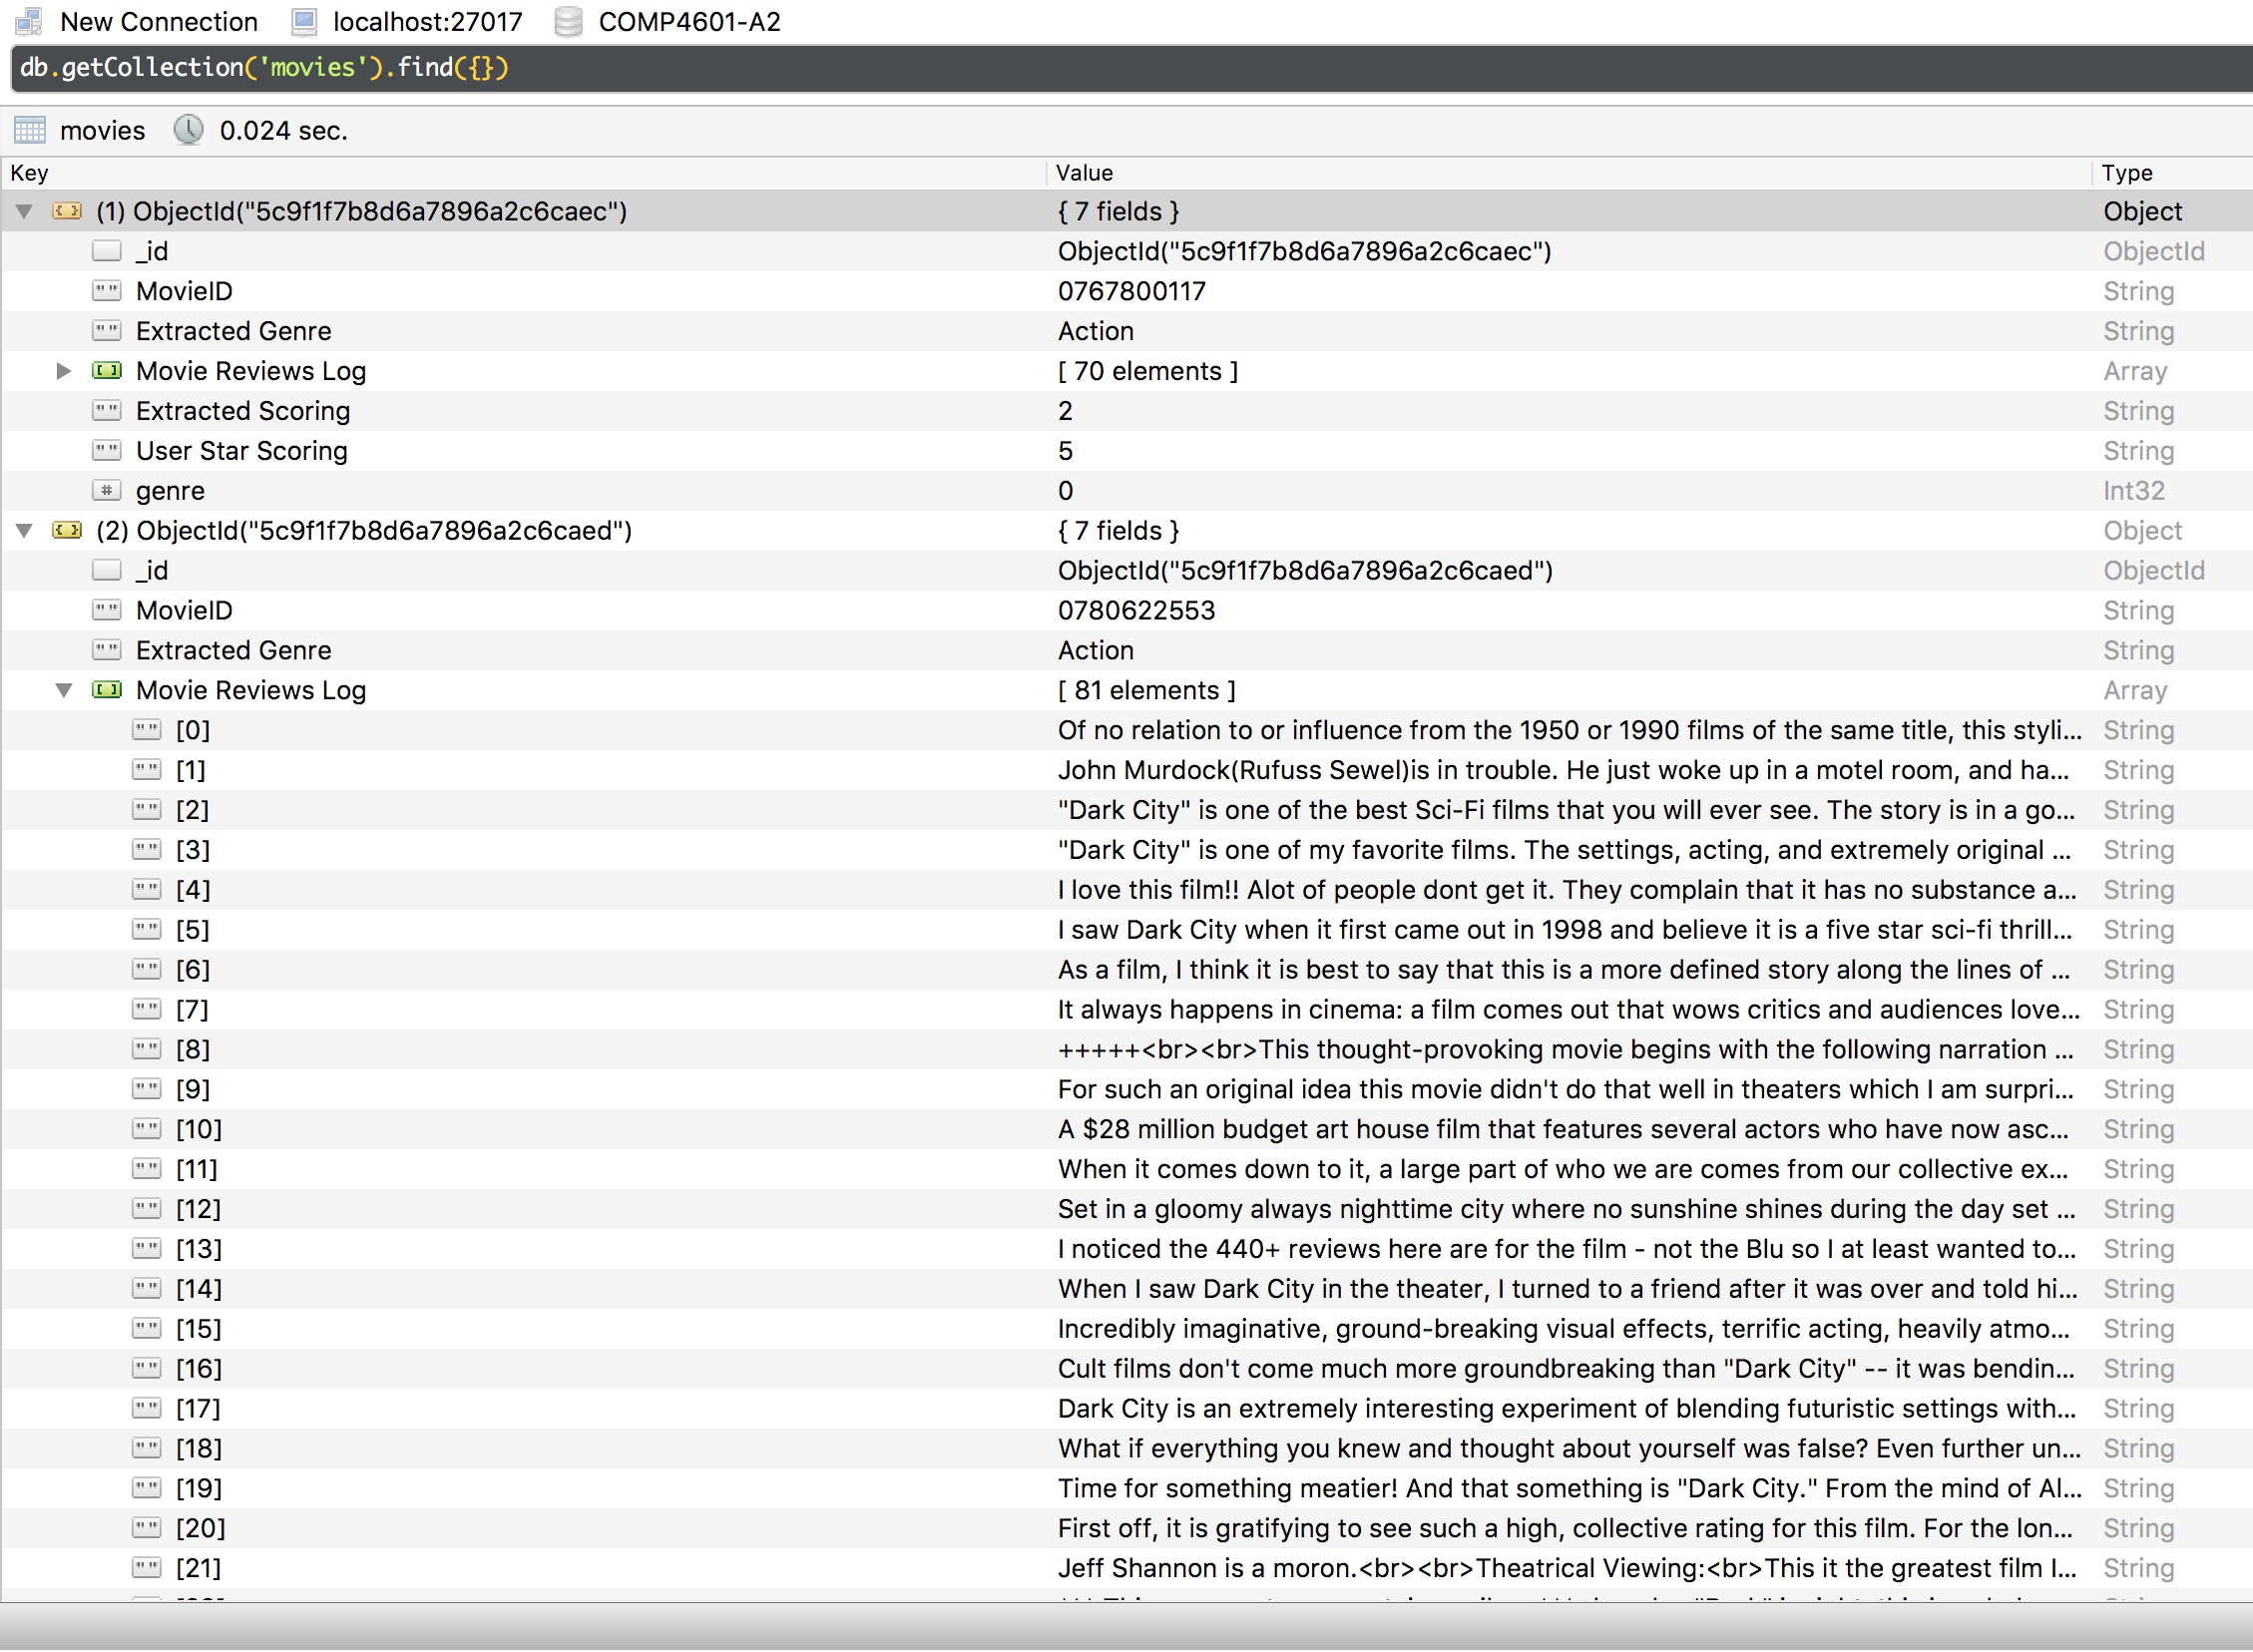 New Connection localhost:27017 COMP4601-A2
db.getCollection('movies').find({})
movies 0.024 sec.
Key Value Type
(1) ObjectId("5c9f1f7b8d6a7896a2c6caec") { 7 fields } Object
_id ObjectId("5c9f1f7b8d6a7896a2c6caec") ObjectId
MovieID 0767800117 String
Extracted Genre Action String
Movie Reviews Log [ 70 elements ] Array
Extracted Scoring 2 String
User Star Scoring 5 String
genre 0 Int32
(2) ObjectId("5c9f1f7b8d6a7896a2c6caed") { 7 fields } Object
_id ObjectId("5c9f1f7b8d6a7896a2c6caed") ObjectId
MovieID 0780622553 String
Extracted Genre Action String
Movie Reviews Log [ 81 elements ] Array
[0] Of no relation to or influence from the 1950 or 1990 films of the same title, this styli... String
[1] John Murdock(Rufuss Sewel)is in trouble. He just woke up in a motel room, and ha... String
[2] "Dark City" is one of the best Sci-Fi films that you will ever see. The story is in a go... String
[3] "Dark City" is one of my favorite films. The settings, acting, and extremely original ... String
[4] I love this film!! Alot of people dont get it. They complain that it has no substance a... String
[5] I saw Dark City when it first came out in 1998 and believe it is a five star sci-fi thrill... String
[6] As a film, I think it is best to say that this is a more defined story along the lines of ... String
[7] It always happens in cinema: a film comes out that wows critics and audiences love... String
[8] +++++<br><br>This thought-provoking movie begins with the following narration ... String
[9] For such an original idea this movie didn't do that well in theaters which I am surpri... String
[10] A $28 million budget art house film that features several actors who have now asc... String
[11] When it comes down to it, a large part of who we are comes from our collective ex... String
[12] Set in a gloomy always nighttime city where no sunshine shines during the day set ... String
[13] I noticed the 440+ reviews here are for the film - not the Blu so I at least wanted to... String
[14] When I saw Dark City in the theater, I turned to a friend after it was over and told hi... String
[15] Incredibly imaginative, ground-breaking visual effects, terrific acting, heavily atmo... String
[16] Cult films don't come much more groundbreaking than "Dark City" -- it was bendin... String
[17] Dark City is an extremely interesting experiment of blending futuristic settings with... String
[18] What if everything you knew and thought about yourself was false? Even further un... String
[19] Time for something meatier! And that something is "Dark City." From the mind of Al... String
[20] First off, it is gratifying to see such a high, collective rating for this film. For the lon... String
[21] Jeff Shannon is a moron.<br><br>Theatrical Viewing:<br>This it the greatest film I... String